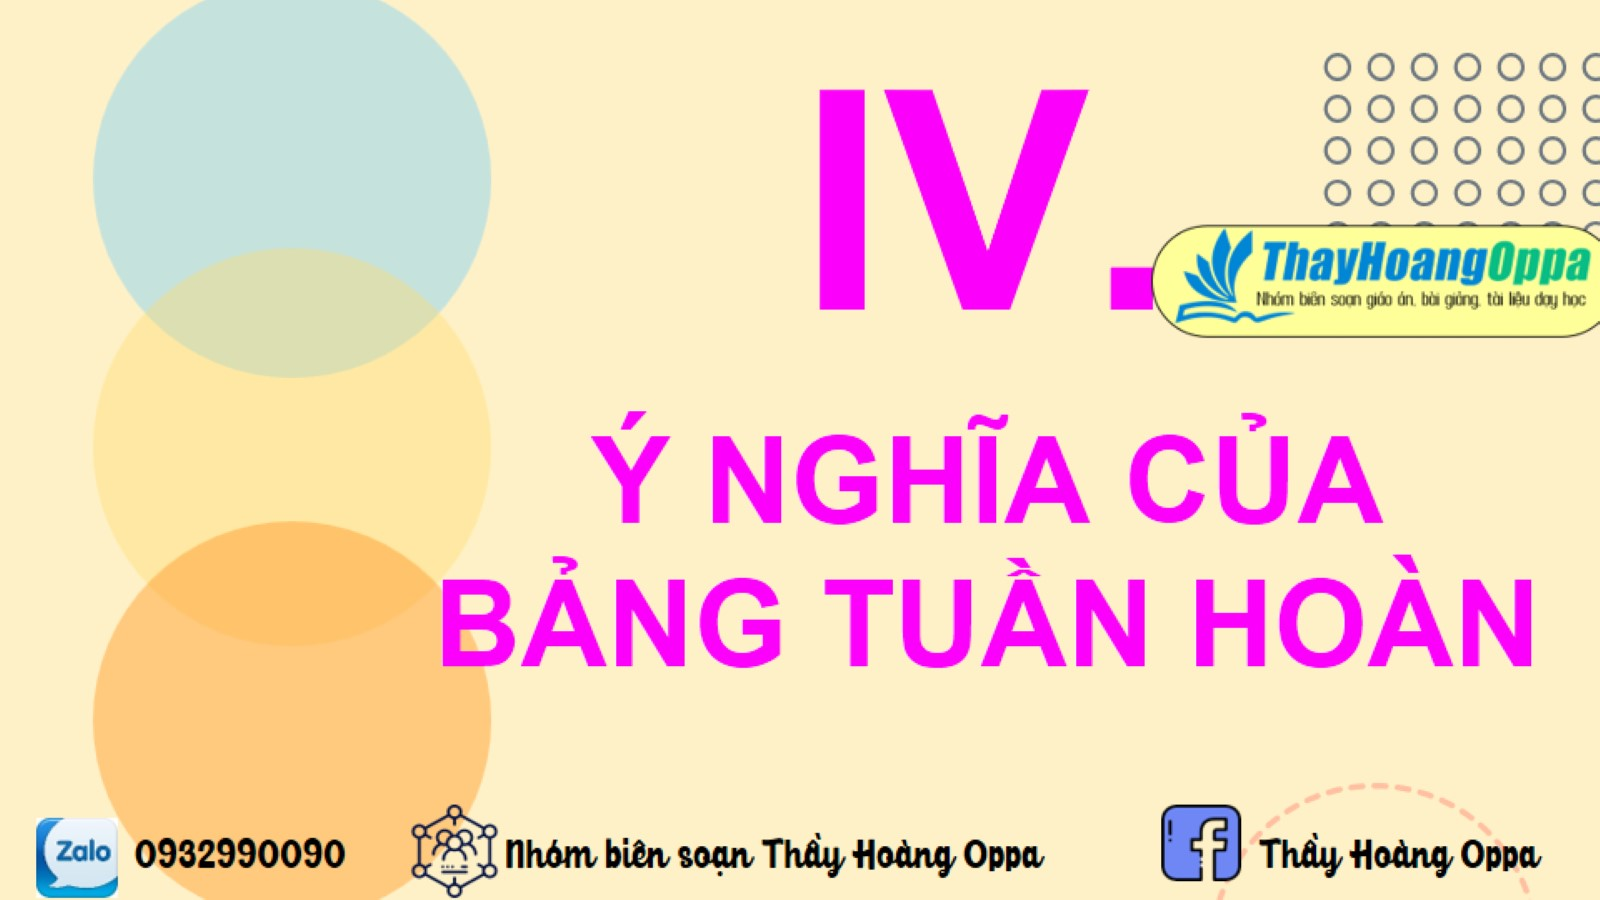 IV.
ThayHoangOppa
Nhóm biên soạn giáo án, bài giảng, tài liệu dạy học
Ý NGHĨA CỦA
BẢNG TUẦN HOÀN
Zalo 0932990090 Nhóm biên soạn Thầy Hoàng Oppa Thầy Hoàng Oppa